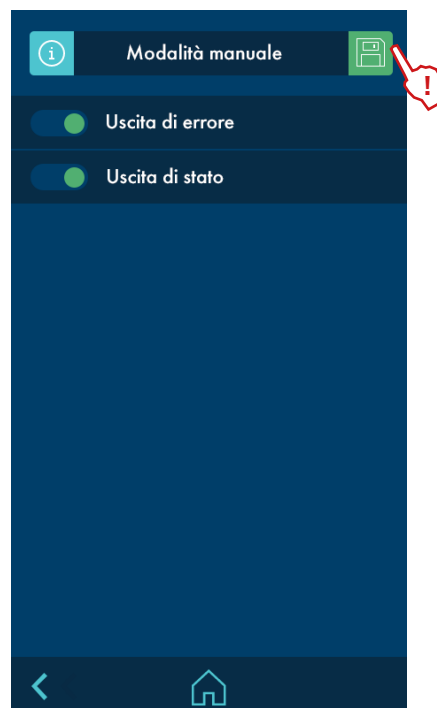 i
Modalità manuale
!
Uscita di errore
Uscita di stato